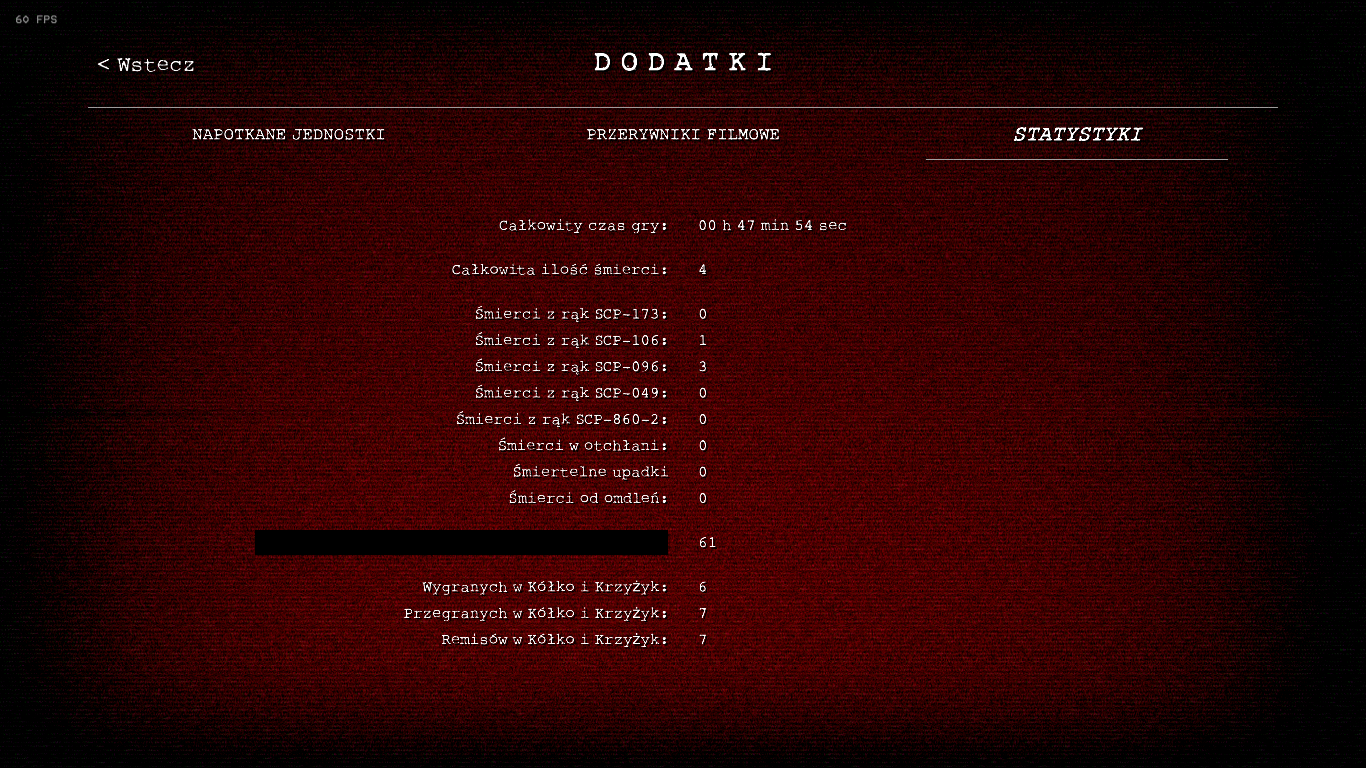 60 FPS
< Wstecz
DODATKI
NAPOTKANE JEDNOSTKI
PRZERYWNIKI FILMOWE
STATYSTYKI
Całkowity czas gry: 00 h 47 min 54 sec
Całkowita ilość śmierci: 4
Śmierci z rąk SCP-173: 0
Śmierci z rąk SCP-106: 1
Śmierci z rąk SCP-096: 3
Śmierci z rąk SCP-049: 0
Śmierci z rąk SCP-860-2: 0
Śmierci w otchłani: 0
Śmiertelne upadki 0
Śmierci od omdleń: 0
61
Wygranych w Kółko i Krzyżyk: 6
Przegranych w Kółko i Krzyżyk: 7
Remisów w Kółko i Krzyżyk: 7